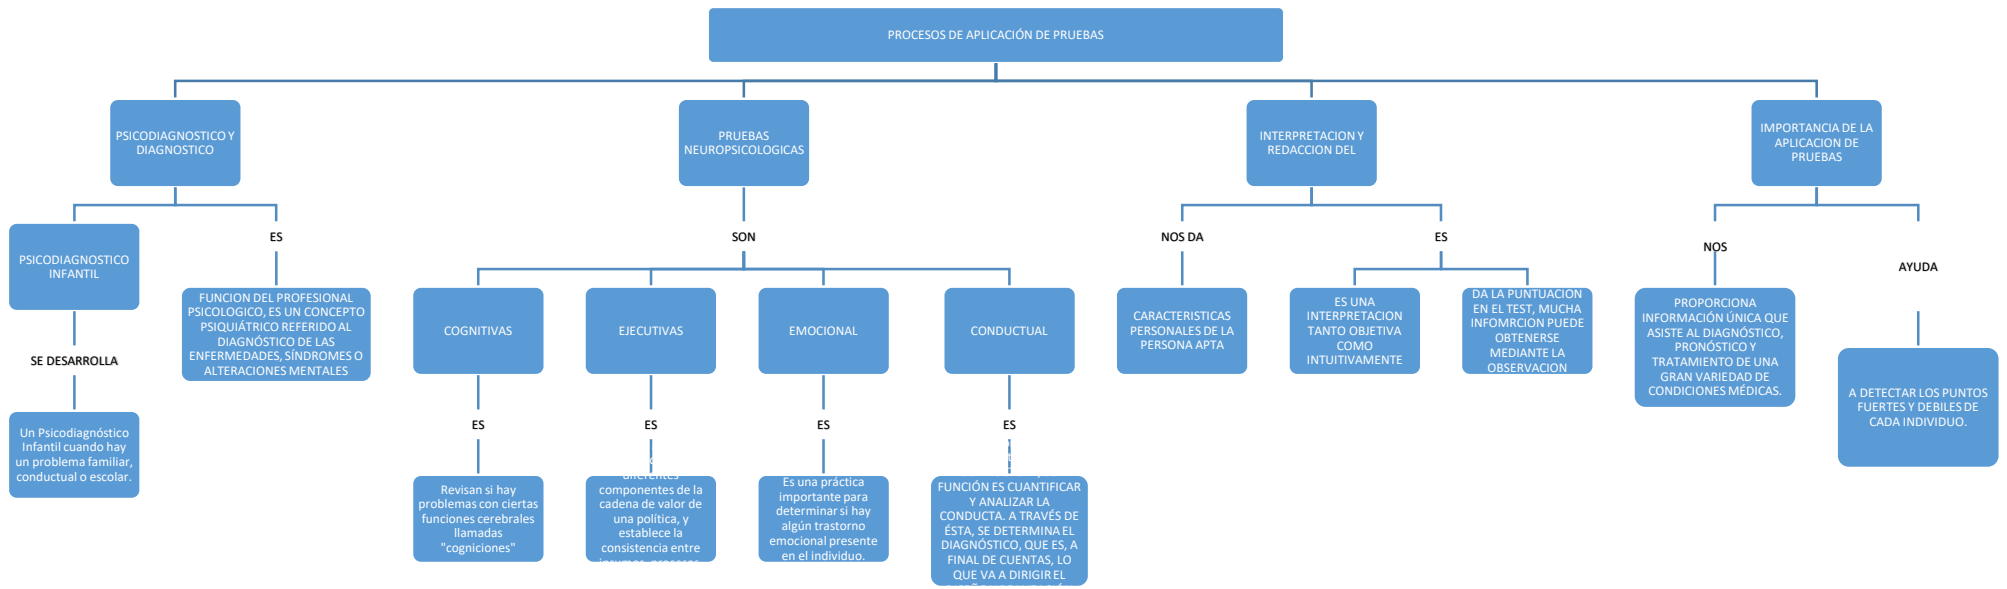 PROCESOS DE APLICACIÓN DE PRUEBAS
PSICODIAGNOSTICO Y
DIAGNOSTICO
PRUEBAS
NEUROPSICOLOGICAS
INTERPRETACION Y
REDACCION DEL
IMPORTANCIA DE LA
APLICACION DE
PRUEBAS
PSICODIAGNOSTICO
INFANTIL
ES
SON
NOS DA
ES
NOS
AYUDA
FUNCION DEL PROFESIONAL
PSICOLOGICO, ES UN CONCEPTO
PSIQUIÁTRICO REFERIDO AL
DIAGNÓSTICO DE LAS
ENFERMEDADES, SÍNDROMES O
ALTERACIONES MENTALES
COGNITIVAS
EJECUTIVAS
EMOCIONAL
CONDUCTUAL
CARACTERISTICAS
PERSONALES DE LA
PERSONA APTA
ES UNA
INTERPRETACION
TANTO OBJETIVA
COMO
INTUITIVAMENTE
DA LA PUNTUACION
EN EL TEST, MUCHA
INFOMRCION PUEDE
OBTENERSE
MEDIANTE LA
OBSERVACION
PROPORCIONA
INFORMACIÓN ÚNICA QUE
ASISTE AL DIAGNÓSTICO,
PRONÓSTICO Y
TRATAMIENTO DE UNA
GRAN VARIEDAD DE
CONDICIONES MÉDICAS.
A DETECTAR LOS PUNTOS
FUERTES Y DEBILES DE
CADA INDIVIDUO.
SE DESARROLLA
Un Psicodiagnóstico
Infantil cuando hay
un problema familiar,
conductual o escolar.
ES
ES
ES
ES
Revisan si hay
problemas con ciertas
funciones cerebrales
llamadas
"cogniciones"
diferentes
componentes de la
cadena de valor de
una política, y
establece la
consistencia entre
insumos, procesos,
Es una práctica
importante para
determinar si hay
algún trastorno
emocional presente
en el individuo.
FUNCIÓN ES CUANTIFICAR
Y ANALIZAR LA
CONDUCTA. A TRAVÉS DE
ÉSTA, SE DETERMINA EL
DIAGNÓSTICO, QUE ES, A
FINAL DE CUENTAS, LO
QUE VA A DIRIGIR EL